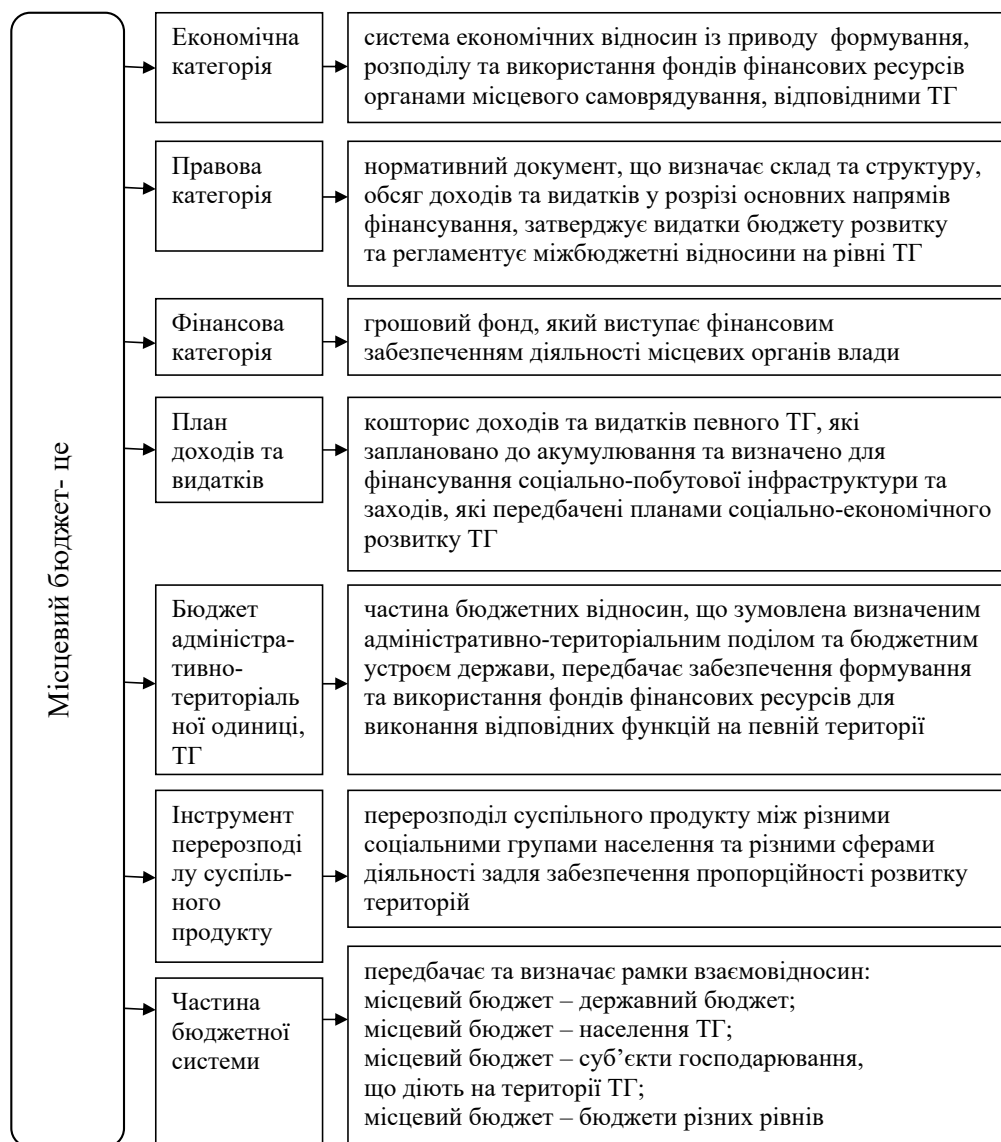 Місцевий бюджет- це
Економічна
категорія
система економічних відносин із приводу  формування,
розподілу та використання фондів фінансових ресурсів
органами місцевого самоврядування, відповідними ТГ
Правова
категорія
нормативний документ, що визначає склад та структуру,
обсяг доходів та видатків у розрізі основних напрямів
фінансування, затверджує видатки бюджету розвитку
та регламентує міжбюджетні відносини на рівні ТГ
Фінансова
категорія
грошовий фонд, який виступає фінансовим
забезпеченням діяльності місцевих органів влади
План
доходів та
видатків
кошторис доходів та видатків певного ТГ, які
заплановано до акумулювання та визначено для
фінансування соціально-побутової інфраструктури та
заходів, які передбачені планами соціально-економічного
розвитку ТГ
Бюджет
адміністра-
тивно-
територіаль
ної одиниці,
ТГ
частина бюджетних відносин, що зумовлена визначеним
адміністративно-територіальним поділом та бюджетним
устроєм держави, передбачає забезпечення формування
та використання фондів фінансових ресурсів для
виконання відповідних функцій на певній території
Інструмент
перерозподі
лу суспіль-
ного
продукту
перерозподіл суспільного продукту між різними
соціальними групами населення та різними сферами
діяльності задля забезпечення пропорційності розвитку
територій
Частина
бюджетної
системи
передбачає та визначає рамки взаємовідносин:
місцевий бюджет – державний бюджет;
місцевий бюджет – населення ТГ;
місцевий бюджет – суб’єкти господарювання,
що діють на території ТГ;
місцевий бюджет – бюджети різних рівнів